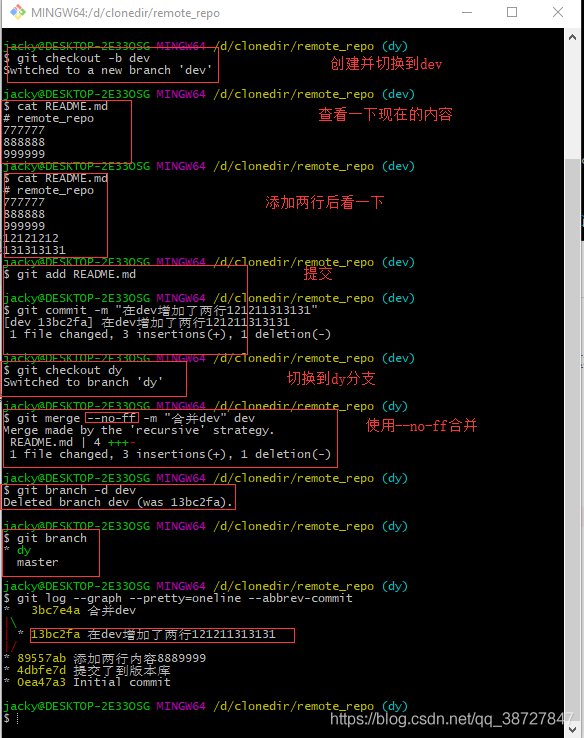 MINGW64:/d/clonedir/remote_repo
jacky@DESKTOP-2E33OSG MINGW64 /d/clonedir/remote_repo (dy)
$ git checkout -b dev
创建并切换到dev
Switched to a new branch 'dev'
jacky@DESKTOP-2E33OSG MINGW64 /d/clonedir/remote_repo (dev)
$ cat README.md
查看一下现在的内容
# remote_repo
777777
888888
999999
jacky@DESKTOP-2E33OSG MINGW64 /d/clonedir/remote_repo (dev)
$ cat README.md
# remote_repo
777777
添加两行后看一下
888888
999999
12121212
131313131
jacky@DESKTOP-2E33OSG MINGW64 /d/clonedir/remote_repo (dev)
$ git add README.md
提交
jacky@DESKTOP-2E33OSG MINGW64 /d/clonedir/remote_repo (dev)
$ git commit -m "在dev增加了两行121211313131"
[dev 13bc2fa] 在dev增加了两行121211313131
1 file changed, 3 insertions(+), 1 deletion(-)
jacky@DESKTOP-2E33OSG MINGW64 /d/clonedir/remote_repo (dev)
$ git checkout dy
切换到dy分支
Switched to branch 'dy'
jacky@DESKTOP-2E33OSG MINGW64 /d/clonedir/remote_repo (dy)
$ git merge --no-ff -m "合并dev" dev
使用--no-ff合并
Merge made by the 'recursive' strategy.
README.md | 4 +++-
1 file changed, 3 insertions(+), 1 deletion(-)
jacky@DESKTOP-2E33OSG MINGW64 /d/clonedir/remote_repo (dy)
$ git branch -d dev
Deleted branch dev (was 13bc2fa).
jacky@DESKTOP-2E33OSG MINGW64 /d/clonedir/remote_repo (dy)
$ git branch
* dy
master
jacky@DESKTOP-2E33OSG MINGW64 /d/clonedir/remote_repo (dy)
$ git log --graph --pretty=oneline --abbrev-commit
*   3bc7e4a 合并dev
|\
| * 13bc2fa 在dev增加了两行121211313131
|/
* 89557ab 添加两行内容8889999
* 4dbfe7d 提交了到版本库
* 0ea47a3 Initial commit
jacky@DESKTOP-2E33OSG MINGW64 /d/clonedir/remote_repo (dy)
$
https://blog.csdn.net/qq_38727847